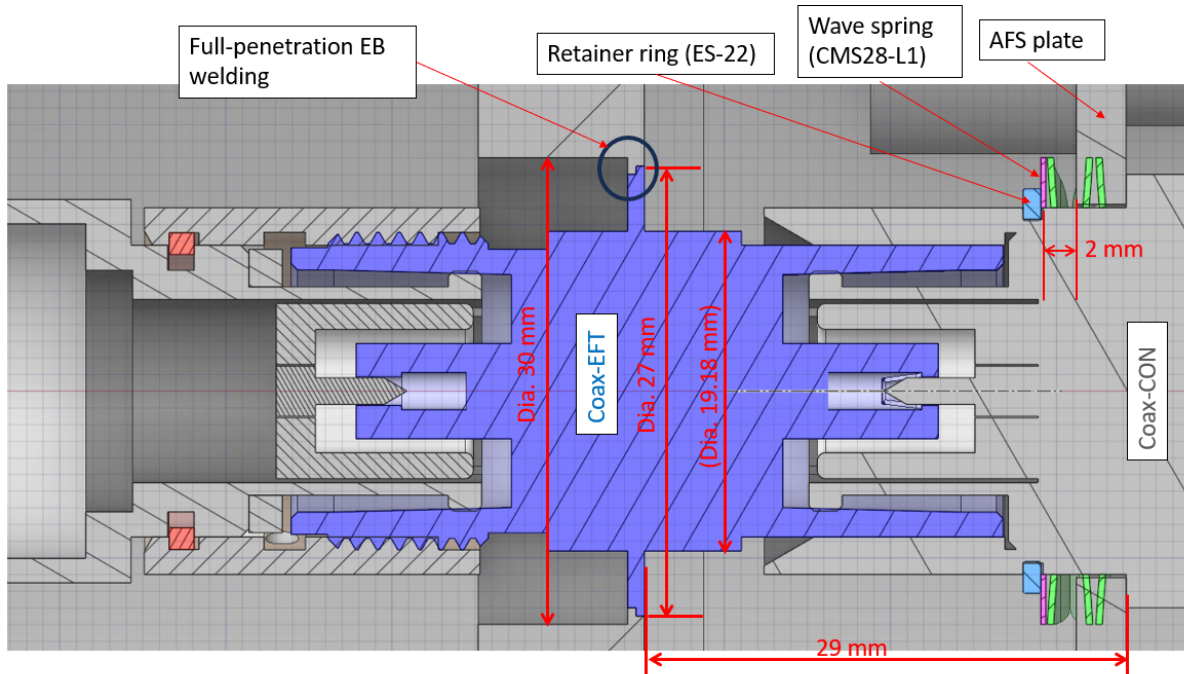 Full-penetration EB
welding
Retainer ring (ES-22)
Wave spring
(CMS28-L1)
AFS plate
2 mm
Dia. 30 mm
Coax-EFT
Dia. 27 mm
(Dia. 19.18 mm)
Coax-CON
29 mm